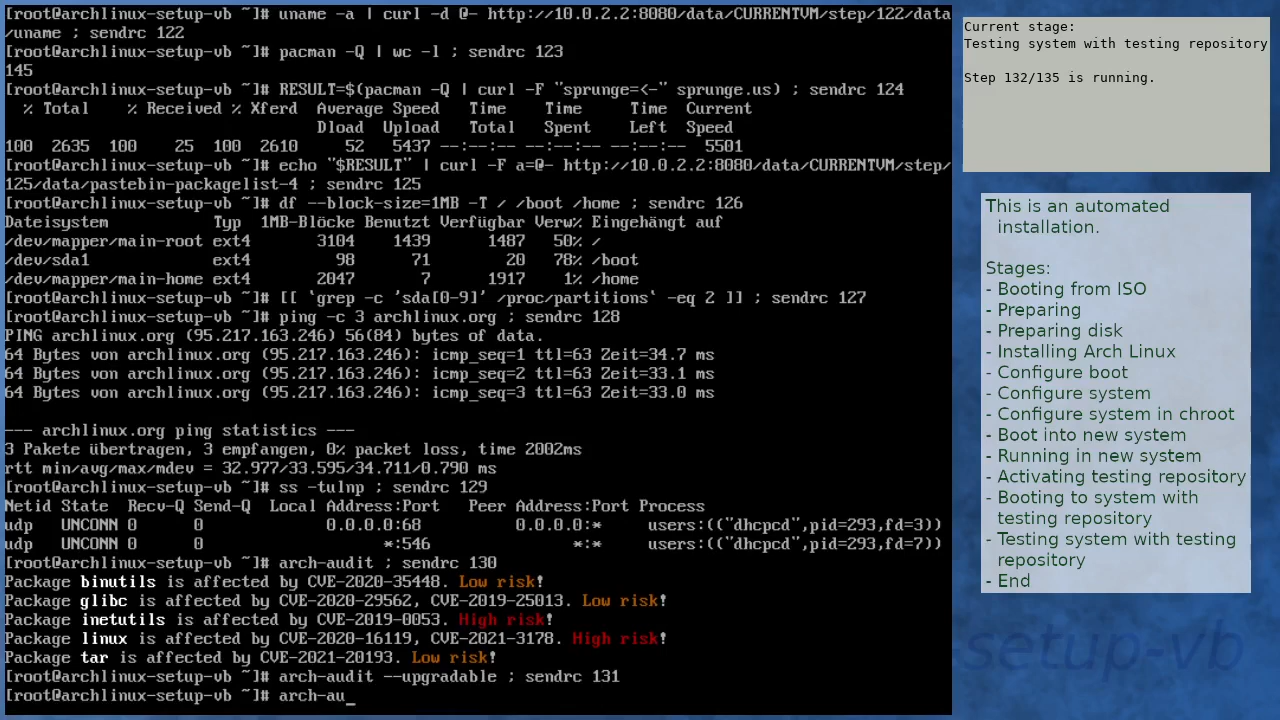 [root@archlinux-setup-vb ~]# uname -a | curl -d @- http://10.0.2.2:8080/data/CURRENTVM/step/122/data
/uname ; sendrc 122
[root@archlinux-setup-vb ~]# pacman -Q | wc -l ; sendrc 123
145
[root@archlinux-setup-vb ~]# RESULT=$(pacman -Q | curl -F "sprunge=<-" sprunge.us) ; sendrc 124
  % Total    % Received % Xferd  Average Speed   Time    Time     Time  Current
                                 Dload  Upload   Total   Spent    Left  Speed
100  2635  100    25  100  2610     52   5437 --:--:-- --:--:-- --:--:--  5501
[root@archlinux-setup-vb ~]# echo "$RESULT" | curl -F a=@- http://10.0.2.2:8080/data/CURRENTVM/step/
125/data/pastebin-packagelist-4 ; sendrc 125
[root@archlinux-setup-vb ~]# df --block-size=1MB -T / /boot /home ; sendrc 126
Dateisystem           Typ  1MB-Blöcke Benutzt Verfügbar Verw% Eingehängt auf
/dev/mapper/main-root ext4       3104    1439      1487   50% /
/dev/sda1             ext4         98      71        20   78% /boot
/dev/mapper/main-home ext4       2047       7      1917    1% /home
[root@archlinux-setup-vb ~]# [[ `grep -c 'sda[0-9]' /proc/partitions` -eq 2 ]] ; sendrc 127
[root@archlinux-setup-vb ~]# ping -c 3 archlinux.org ; sendrc 128
PING archlinux.org (95.217.163.246) 56(84) bytes of data.
64 Bytes von archlinux.org (95.217.163.246): icmp_seq=1 ttl=63 Zeit=34.7 ms
64 Bytes von archlinux.org (95.217.163.246): icmp_seq=2 ttl=63 Zeit=33.1 ms
64 Bytes von archlinux.org (95.217.163.246): icmp_seq=3 ttl=63 Zeit=33.0 ms
--- archlinux.org ping statistics ---
3 Pakete übertragen, 3 empfangen, 0% packet loss, time 2002ms
rtt min/avg/max/mdev = 32.977/33.595/34.711/0.790 ms
[root@archlinux-setup-vb ~]# ss -tulnp ; sendrc 129
Netid State  Recv-Q Send-Q  Local Address:Port   Peer Address:Port Process
udp   UNCONN 0      0             0.0.0.0:68          0.0.0.0:*     users:(("dhcpcd",pid=293,fd=3))
udp   UNCONN 0      0                   *:546               *:*     users:(("dhcpcd",pid=293,fd=7))
[root@archlinux-setup-vb ~]# arch-audit ; sendrc 130
Package binutils is affected by CVE-2020-35448. Low risk!
Package glibc is affected by CVE-2020-29562, CVE-2019-25013. Low risk!
Package inetutils is affected by CVE-2019-0053. High risk!
Package linux is affected by CVE-2020-16119, CVE-2021-3178. High risk!
Package tar is affected by CVE-2021-20193. Low risk!
[root@archlinux-setup-vb ~]# arch-audit --upgradable ; sendrc 131
[root@archlinux-setup-vb ~]# arch-au_
Current stage:
Testing system with testing repository
Step 132/135 is running.
This is an automated
installation.
Stages:
- Booting from ISO
- Preparing
- Preparing disk
- Installing Arch Linux
- Configure boot
- Configure system
- Configure system in chroot
- Boot into new system
- Running in new system
- Activating testing repository
- Booting to system with
testing repository
- Testing system with testing
repository
- End
-setup-vb